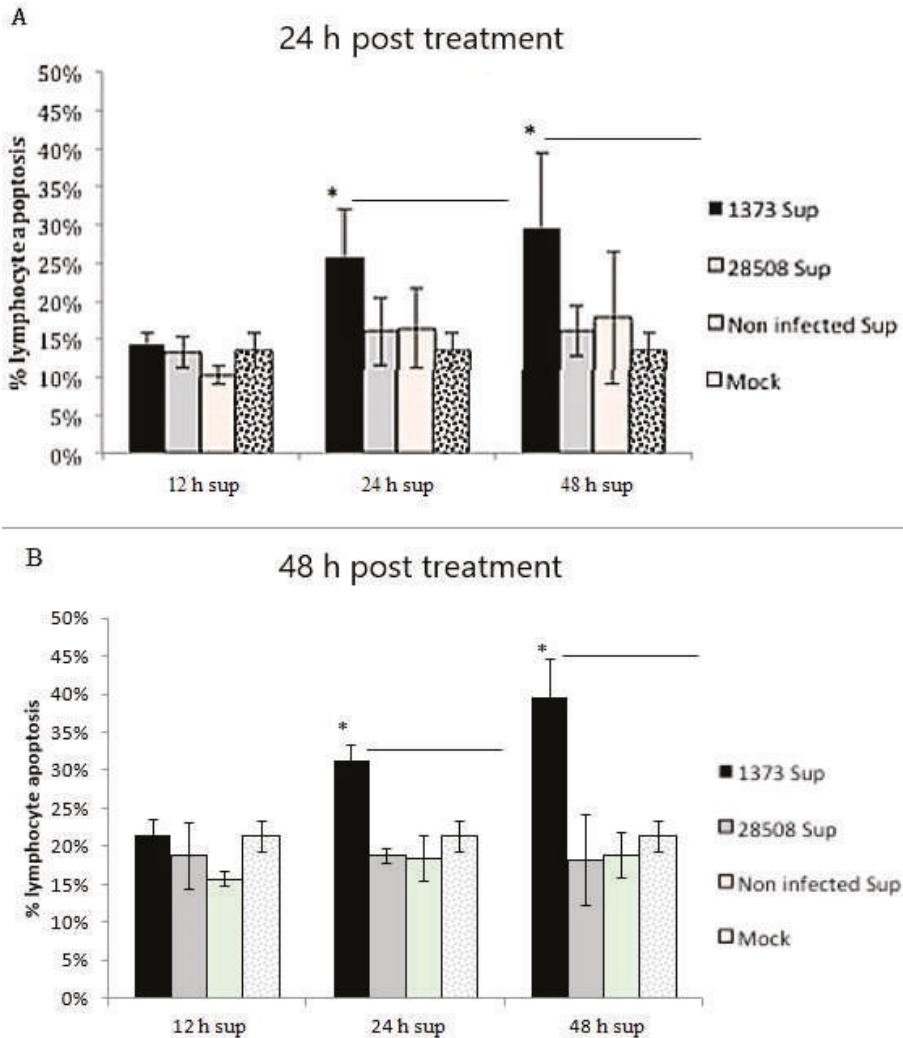 A
24 h post treatment
50%
45%
40%
35%
30%
25%
20%
15%
10%
5%
0%
% lymphocyte apoptosis
*
*
12 h sup
24 h sup
48 h sup
1373 Sup
28508 Sup
Non infected Sup
Mock
B
48 h post treatment
50%
45%
40%
35%
30%
25%
20%
15%
10%
5%
0%
% lymphocyte apoptosis
*
*
12 h sup
24 h sup
48 h sup
1373 Sup
28508 Sup
Non infected Sup
Mock